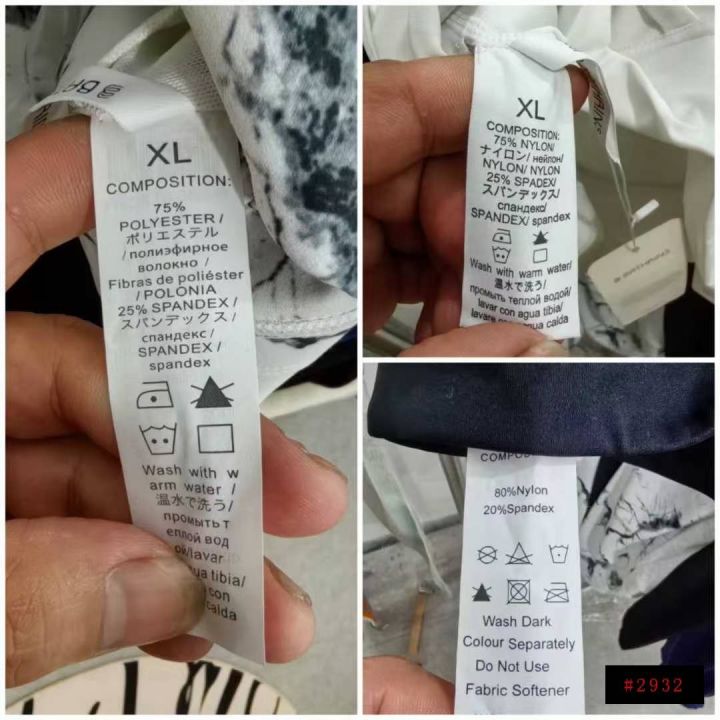 XL
COMPOSITION:
75%
POLYESTER /
ポリエステル
/ полиэфирное
волокно /
Fibras de poliéster
/ POLONIA
25% SPANDEX /
スパンデックス /
спандекс /
SPANDEX /
spandex
Wash with w
arm water /
温水で洗う/
промыть т
еплой вод
ой/lavar
ua tibia/
con
calda
XL
COMPOSITION:
75% NYLON/
ナイロン/ нейлон/
NYLON/ NYLON
25% SPADEX/
スパンデックス/
спандекс/
SPANDEX/ spandex
Wash with warm water/
温水で洗う/
промыть теплой водой/
lavar con agua tibia/
lavare con acqua calda
80%Nylon
20%Spandex
Wash Dark
Colour Separately
Do Not Use
Fabric Softener
#2932